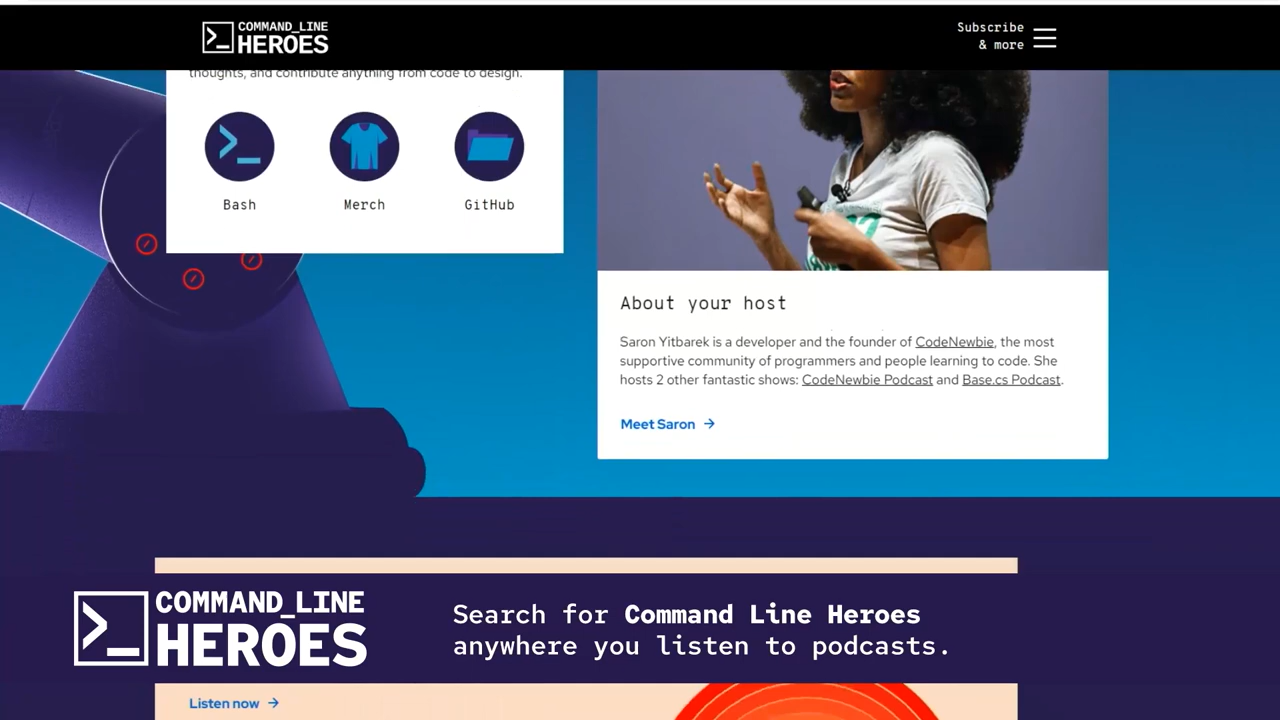 COMMAND_LINE
HEROES
Subscribe
& more
thoughts, and contribute anything from code to design.
Bash
Merch
GitHub
About your host
Saron Yitbarek is a developer and the founder of CodeNewbie, the most
supportive community of programmers and people learning to code. She
hosts 2 other fantastic shows: CodeNewbie Podcast and Base.cs Podcast.
Meet Saron →
COMMAND_LINE
HEROES
Search for Command Line Heroes
anywhere you listen to podcasts.
Listen now →